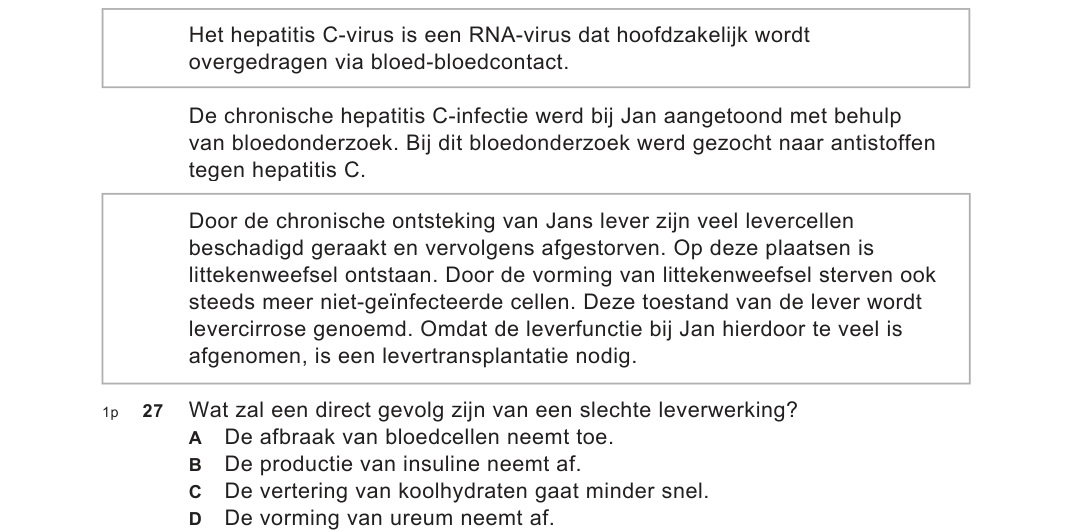 Het hepatitis C-virus is een RNA-virus dat hoofdzakelijk wordt
overgedragen via bloed-bloedcontact.
De chronische hepatitis C-infectie werd bij Jan aangetoond met behulp
van bloedonderzoek. Bij dit bloedonderzoek werd gezocht naar antistoffen
tegen hepatitis C.
Door de chronische ontsteking van Jans lever zijn veel levercellen
beschadigd geraakt en vervolgens afgestorven. Op deze plaatsen is
littekenweefsel ontstaan. Door de vorming van littekenweefsel sterven ook
steeds meer niet-geïnfecteerde cellen. Deze toestand van de lever wordt
levercirrose genoemd. Omdat de leverfunctie bij Jan hierdoor te veel is
afgenomen, is een levertransplantatie nodig.
1p 27 Wat zal een direct gevolg zijn van een slechte leverwerking?
A De afbraak van bloedcellen neemt toe.
B De productie van insuline neemt af.
C De vertering van koolhydraten gaat minder snel.
D De vorming van ureum neemt af.